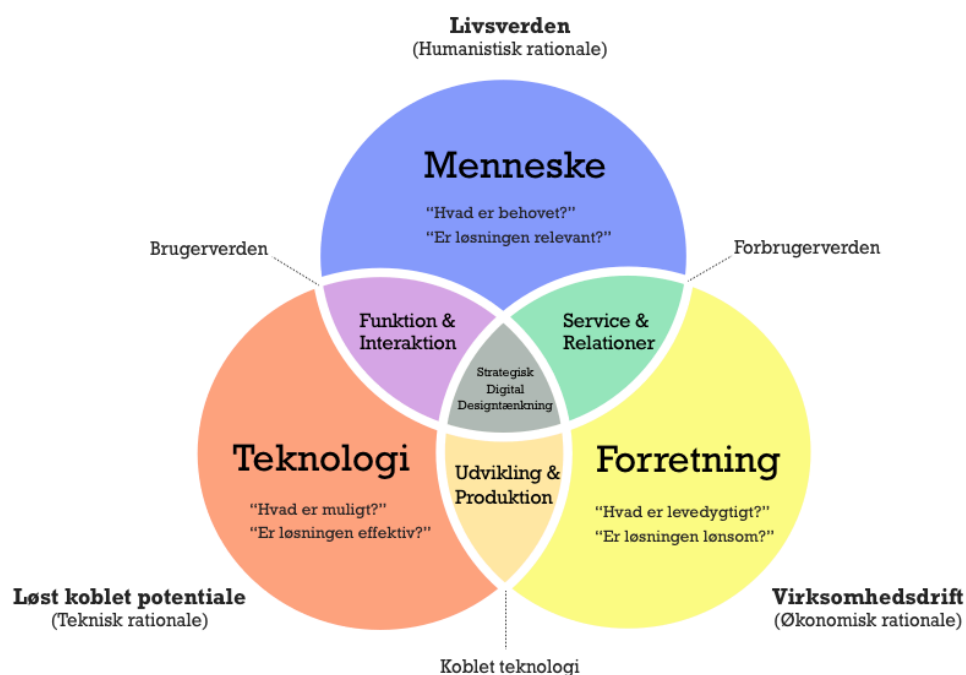 Livsverden
(Humanistisk rationale)
Menneske
“Hvad er behovet?”
“Er løsningen relevant?”
Brugerverden
Forbrugerverden
Funktion &
Interaktion
Service &
Relationer
Strategisk
Digital
Designtænkning
Teknologi
“Hvad er muligt?”
“Er løsningen effektiv?”
Udvikling &
Produktion
Forretning
“Hvad er levedygtigt?”
“Er løsningen lønsom?”
Løst koblet potentiale
(Teknisk rationale)
Virksomhedsdrift
(Økonomisk rationale)
Koblet teknologi